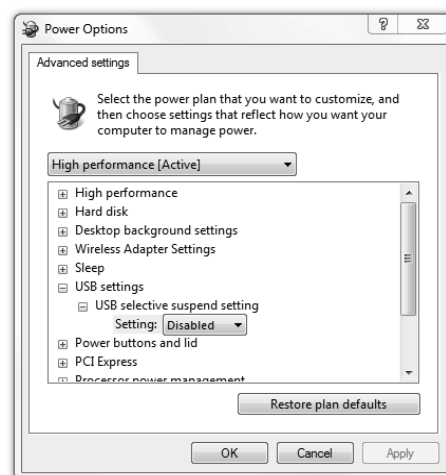 Power Options
Advanced settings
Select the power plan that you want to customize, and
then choose settings that reflect how you want your
computer to manage power.
High performance [Active]
High performance
Hard disk
Desktop background settings
Wireless Adapter Settings
Sleep
USB settings
USB selective suspend setting
Setting: Disabled
Power buttons and lid
PCI Express
Processor power management
Restore plan defaults
OK Cancel Apply